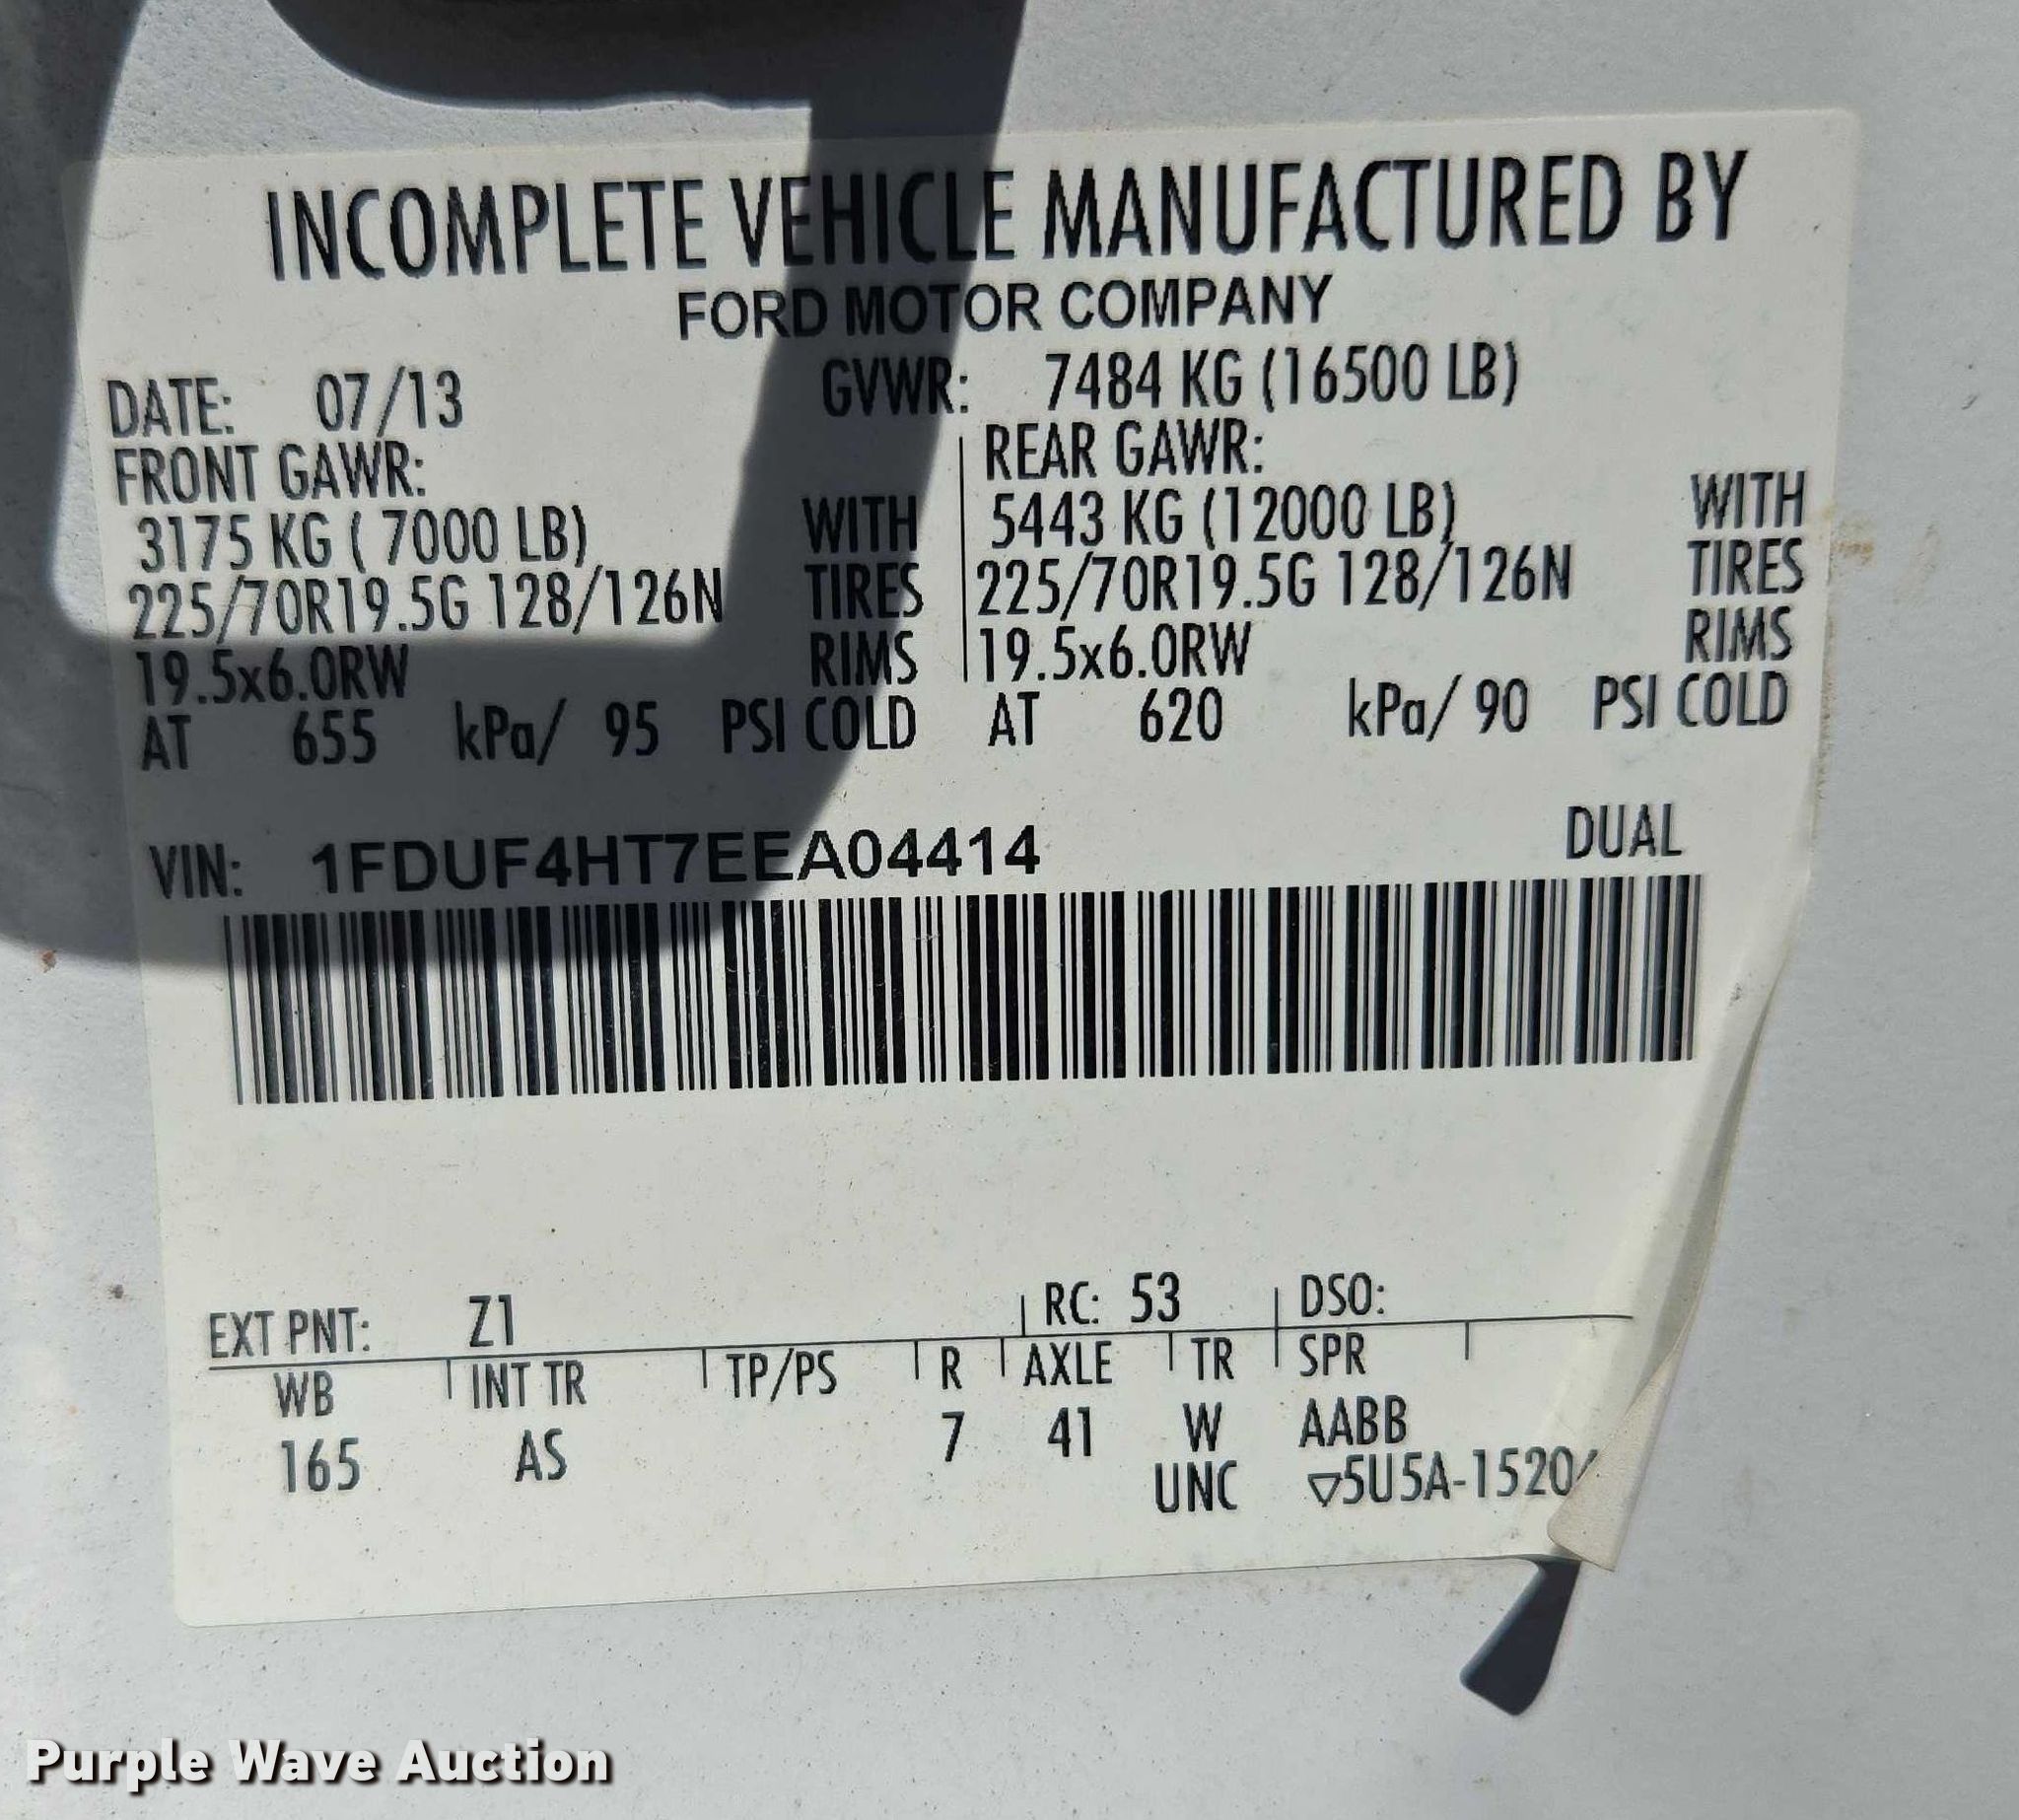 INCOMPLETE VEHICLE MANUFACTURED BY
FORD MOTOR COMPANY
DATE: 07/13 GVWR: 7484 KG (16500 LB)
FRONT GAWR: REAR GAWR:
3175 KG ( 7000 LB) WITH 5443 KG (12000 LB) WITH
225/70R19.5G 128/126N TIRES 225/70R19.5G 128/126N TIRES
19.5x6.0RW RIMS 19.5x6.0RW RIMS
AT 655 kPa/ 95 PSI COLD AT 620 kPa/ 90 PSI COLD
VIN: 1FDUF4HT7EEA04414 DUAL
EXT PNT: Z1 RC: 53 DSO:
WB INT TR TP/PS R AXLE TR SPR
165 AS 7 41 W AABB
UNC ▽5U5A-1520
Purple Wave Auction